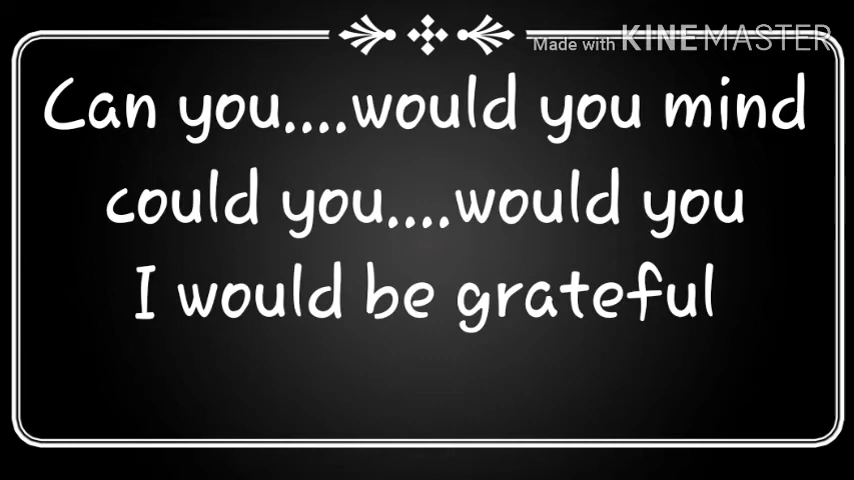 Made with KINEMASTER
Can you....would you mind
could you....would you
I would be grateful